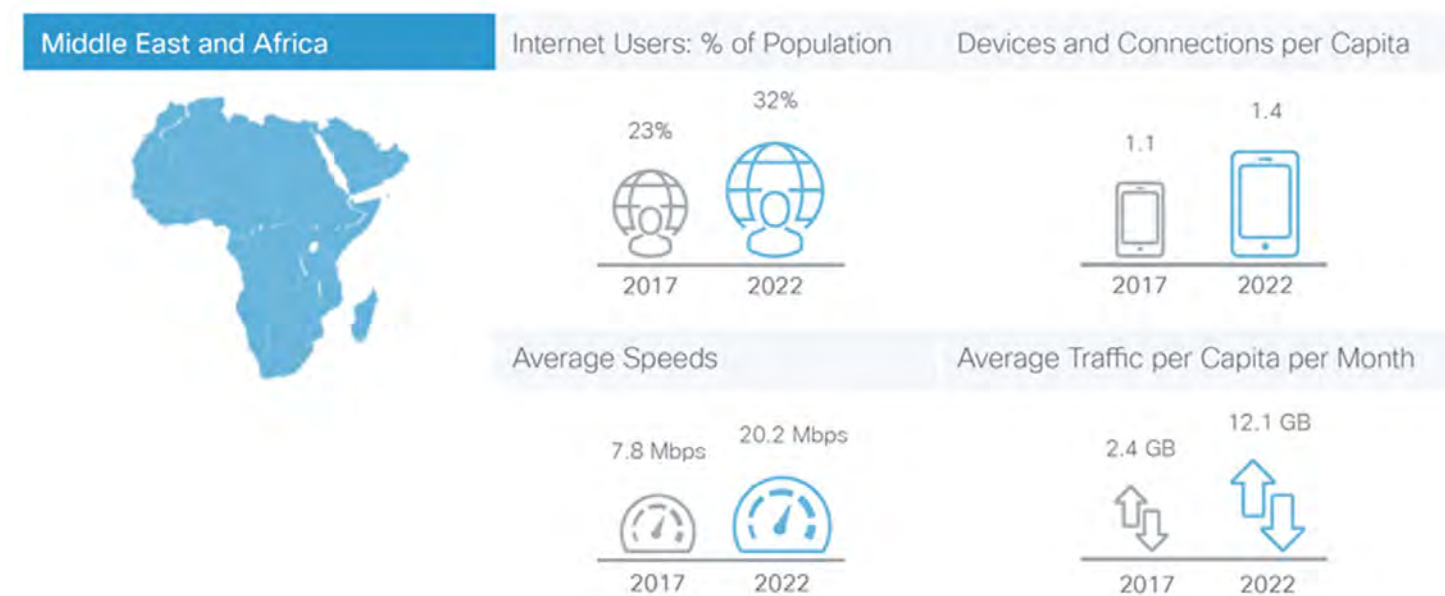 Middle East and Africa
Internet Users: % of Population
Devices and Connections per Capita
23%
32%
1.1
1.4
2017
2022
2017
2022
Average Speeds
Average Traffic per Capita per Month
7.8 Mbps
20.2 Mbps
2.4 GB
12.1 GB
2017
2022
2017
2022